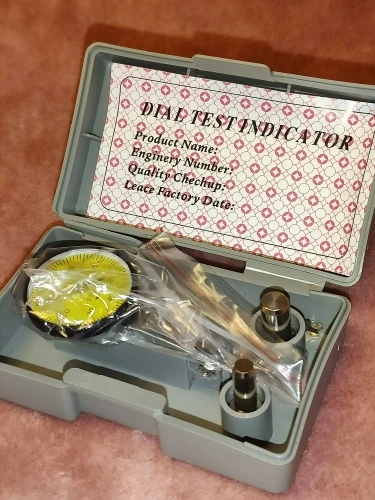 DIAL TEST INDICATOR
Product Name:
Enginery Number:
Quality Chechup:
Leace Factory Date: